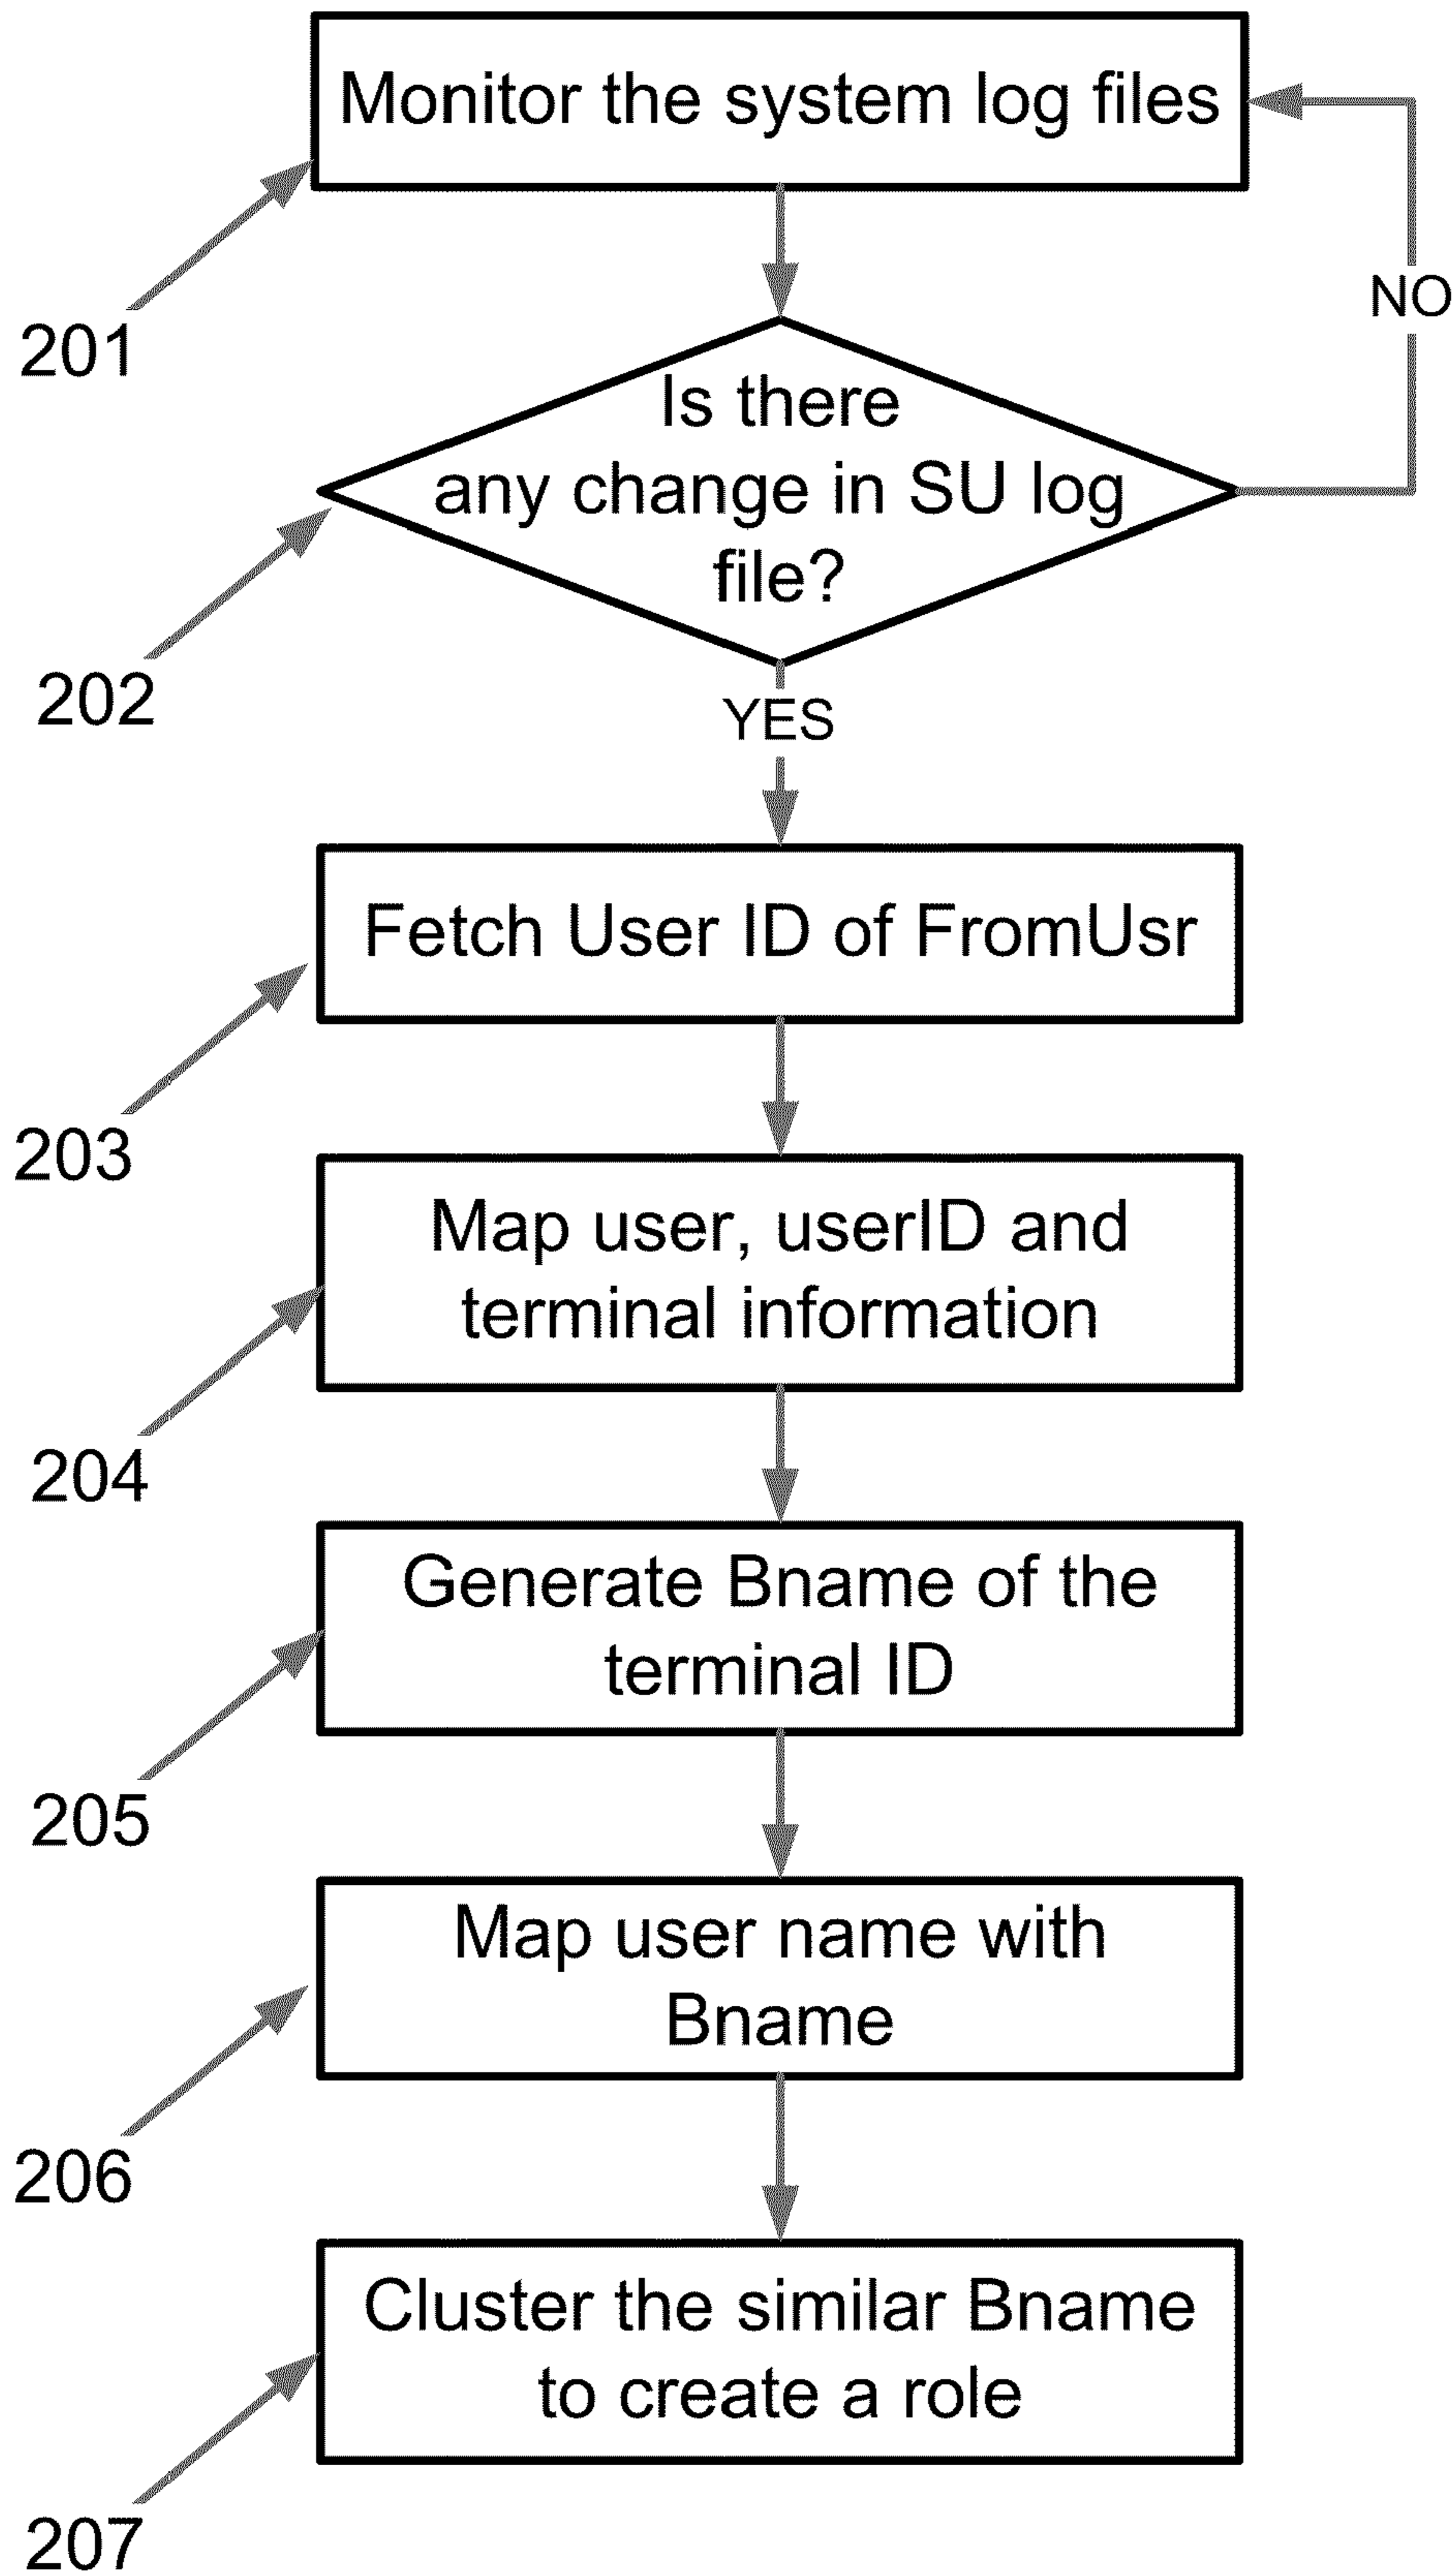 Monitor the system log files
201
NO
Is there
any change in SU log
file?
202
YES
Fetch User ID of FromUsr
203
Map user, userID and
terminal information
204
Generate Bname of the
terminal ID
205
Map user name with
Bname
206
Cluster the similar Bname
to create a role
207